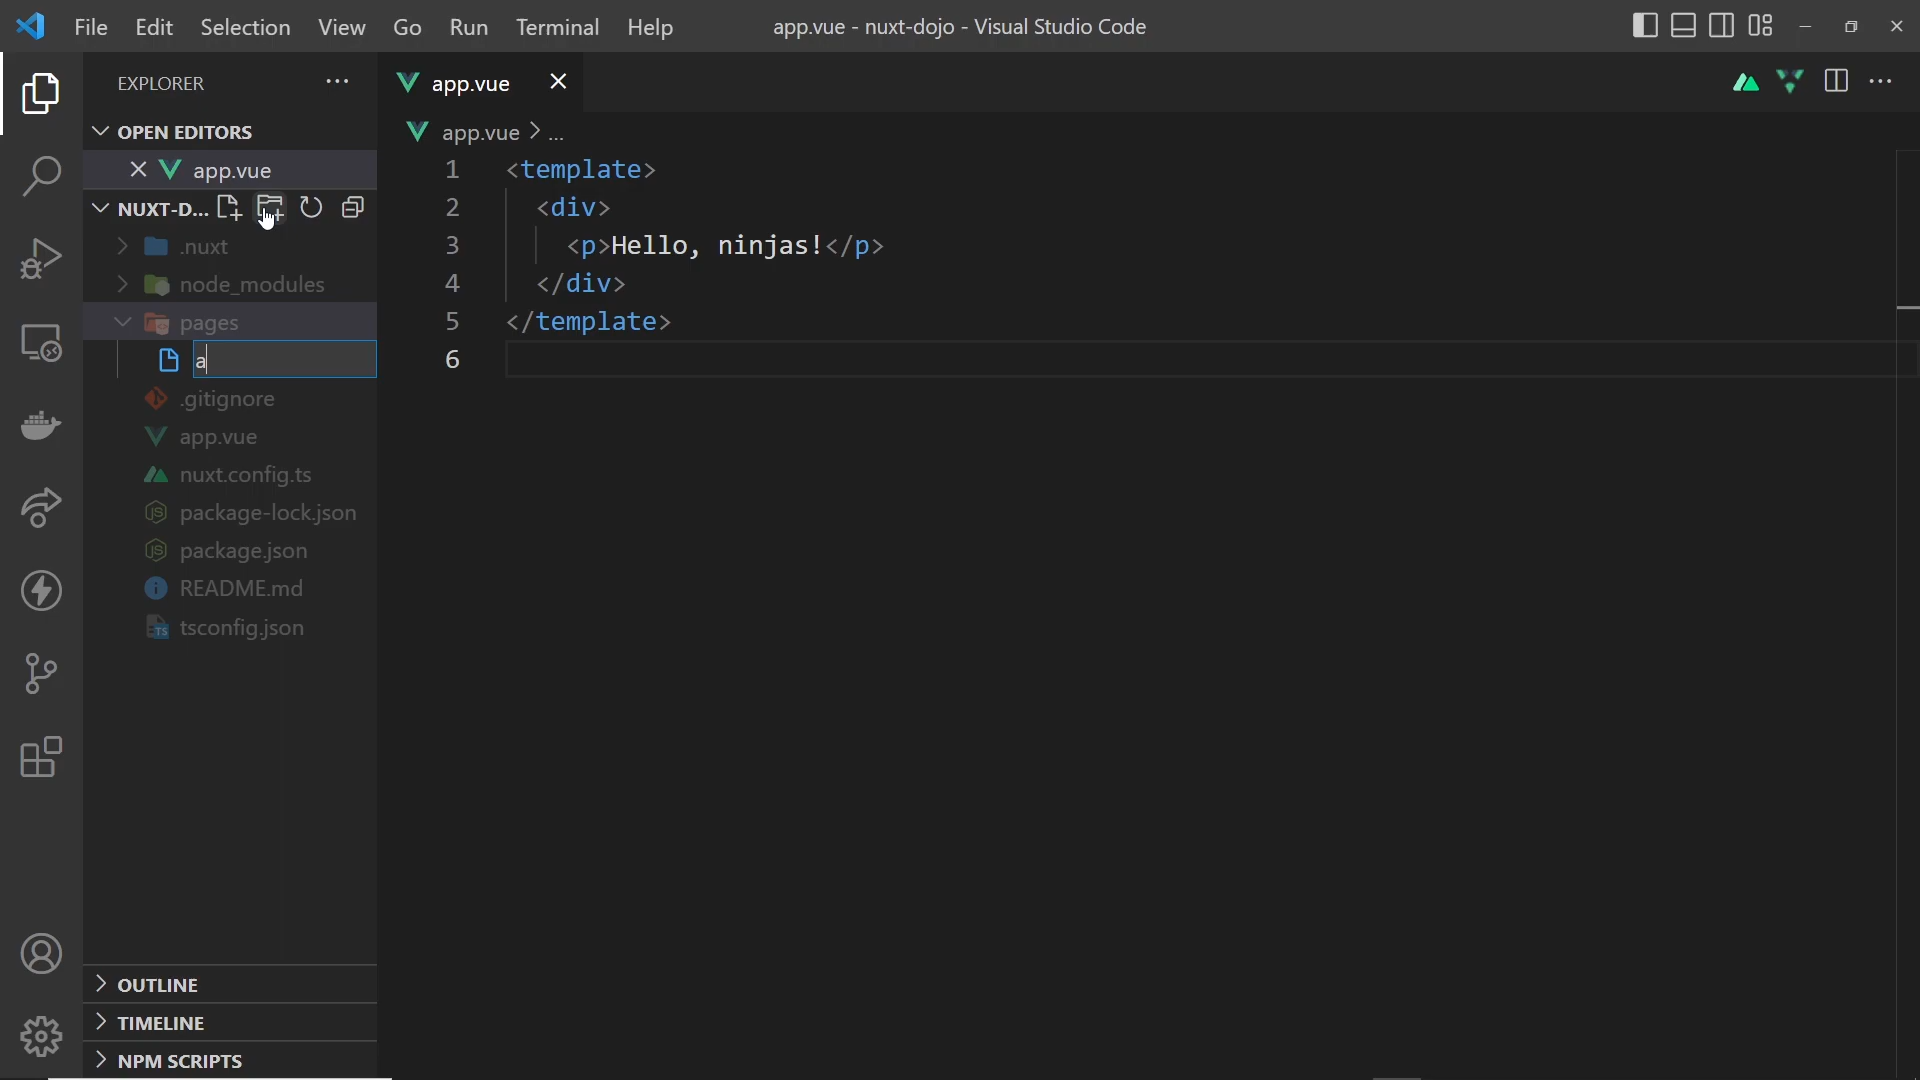 File Edit Selection View Go Run Terminal Help app.vue - nuxt-dojo - Visual Studio Code
EXPLORER ...
app.vue
OPEN EDITORS
app.vue > ...
app.vue
NUXT-D...
.nuxt
node_modules
pages
a
.gitignore
app.vue
nuxt.config.ts
package-lock.json
package.json
README.md
tsconfig.json
OUTLINE
TIMELINE
NPM SCRIPTS
1 <template>
2 <div>
3 <p>Hello, ninjas!</p>
4 </div>
5 </template>
6